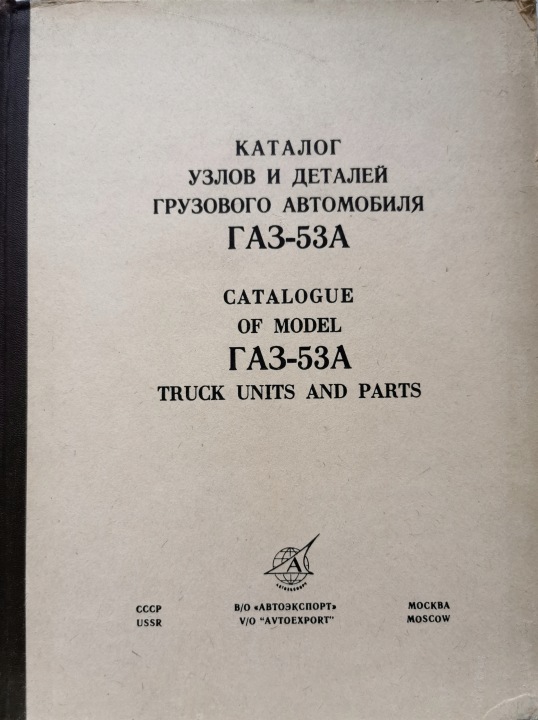 КАТАЛОГ
УЗЛОВ И ДЕТАЛЕЙ
ГРУЗОВОГО АВТОМОБИЛЯ
ГАЗ-53А
CATALOGUE
OF MODEL
ГАЗ-53А
TRUCK UNITS AND PARTS
А
АВТОЭКСПОРТ
СССР В/О «АВТОЭКСПОРТ» МОСКВА
USSR V/O "AVTOEXPORT" MOSCOW